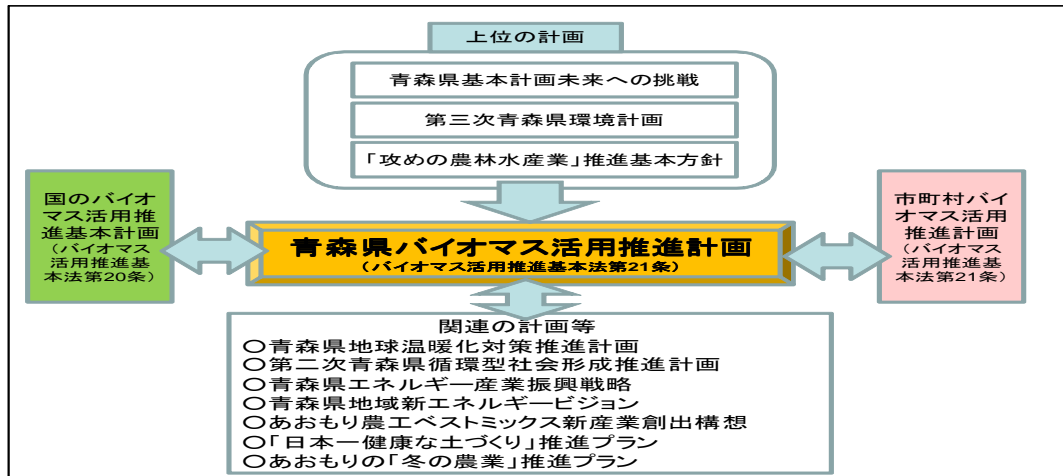 上位の計画
青森県基本計画未来への挑戦
第三次青森県環境計画
「攻めの農林水産業」推進基本方針
国のバイオ
マス活用推
進基本計画
(バイオマス
活用推進基
本法第20条)
青森県バイオマス活用推進計画
(バイオマス活用推進基本法第21条)
市町村バイ
オマス活用
推進計画
(バイオマス
活用推進基
本法第21条)
関連の計画等
○青森県地球温暖化対策推進計画
○第二次青森県循環型社会形成推進計画
○青森県エネルギー産業振興戦略
○青森県地域新エネルギービジョン
○あおもり農工ベストミックス新産業創出構想
○「日本一健康な土づくり」推進プラン
○あおもりの「冬の農業」推進プラン